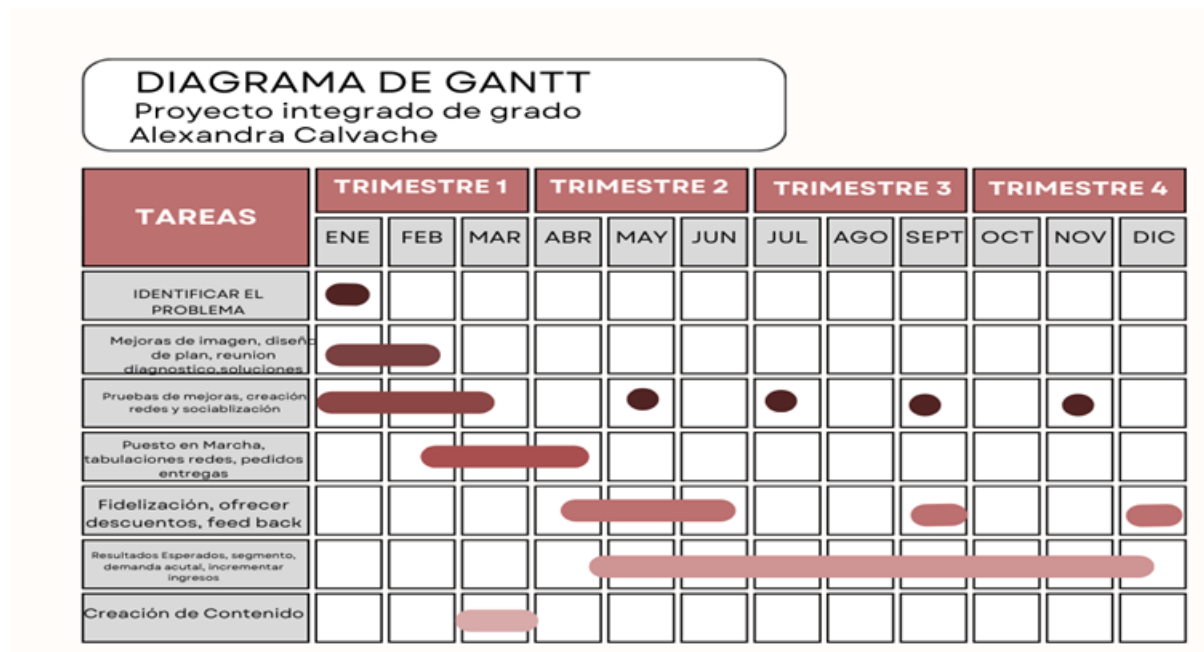 DIAGRAMA DE GANTT
Proyecto integrado de grado
Alexandra Calvache
TAREAS
TRIMESTRE 1
TRIMESTRE 2
TRIMESTRE 3
TRIMESTRE 4
ENE
FEB
MAR
ABR
MAY
JUN
JUL
AGO
SEPT
OCT
NOV
DIC
IDENTIFICAR EL
PROBLEMA
Mejoras de imagen, diseño
de plan, reunion
diagnostico,soluciones
Pruebas de mejoras, creación
redes y sociablización
Puesto en Marcha,
tabulaciones redes, pedidos
entregas
Fidelización, ofrecer
descuentos, feed back
Resultados Esperados, segmento,
demanda acutal, incrementar
ingresos
Creación de Contenido